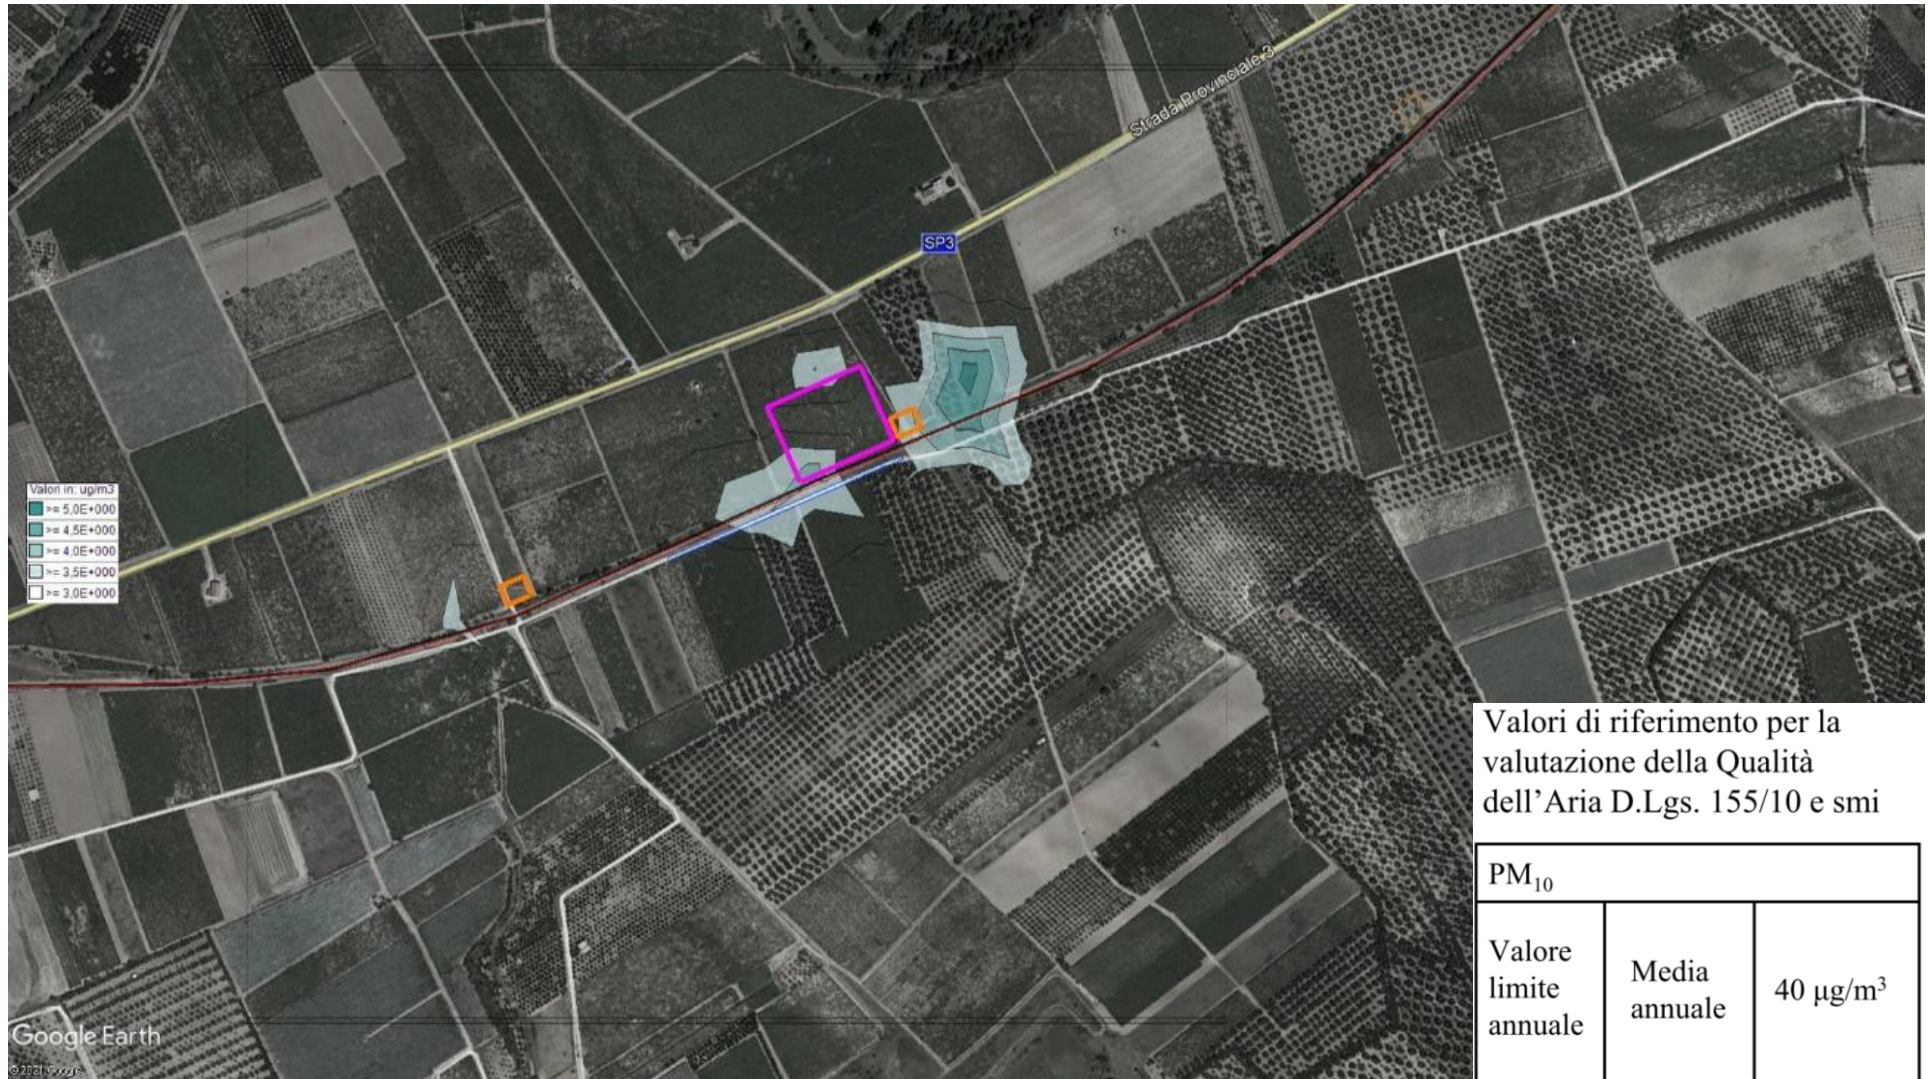 Strada Provinciale 3
SP3
Valori in: ug/m3
>= 5,0E+000
>= 4,5E+000
>= 4,0E+000
>= 3,5E+000
>= 3,0E+000
Valori di riferimento per la
valutazione della Qualità
dell’Aria D.Lgs. 155/10 e smi
PM₁₀
Valore
limite
annuale
Media
annuale
40 μg/m³
Google Earth
© 2021 Google